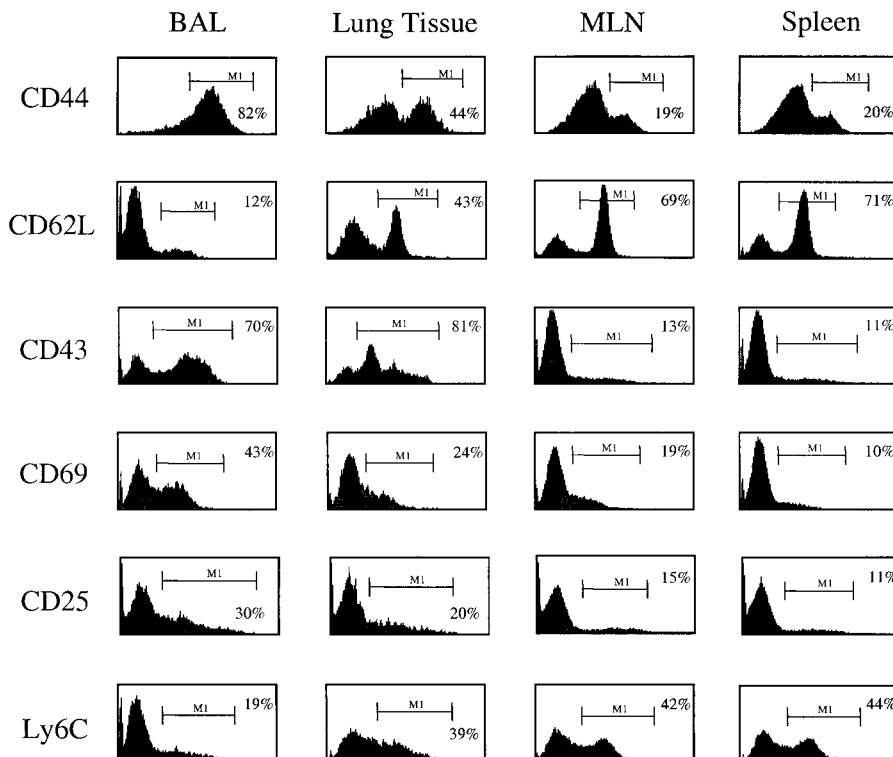 BAL Lung Tissue MLN Spleen
CD44 M1 82% M1 44% M1 19% M1 20%
CD62L M1 12% M1 43% M1 69% M1 71%
CD43 M1 70% M1 81% M1 13% M1 11%
CD69 M1 43% M1 24% M1 19% M1 10%
CD25 M1 30% M1 20% M1 15% M1 11%
Ly6C M1 19% M1 39% M1 42% M1 44%